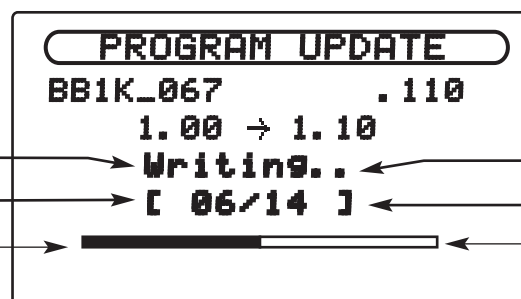 PROGRAM UPDATE
BB1K_067 .110
1.00 → 1.10
Writing..
[ 06/14 ]